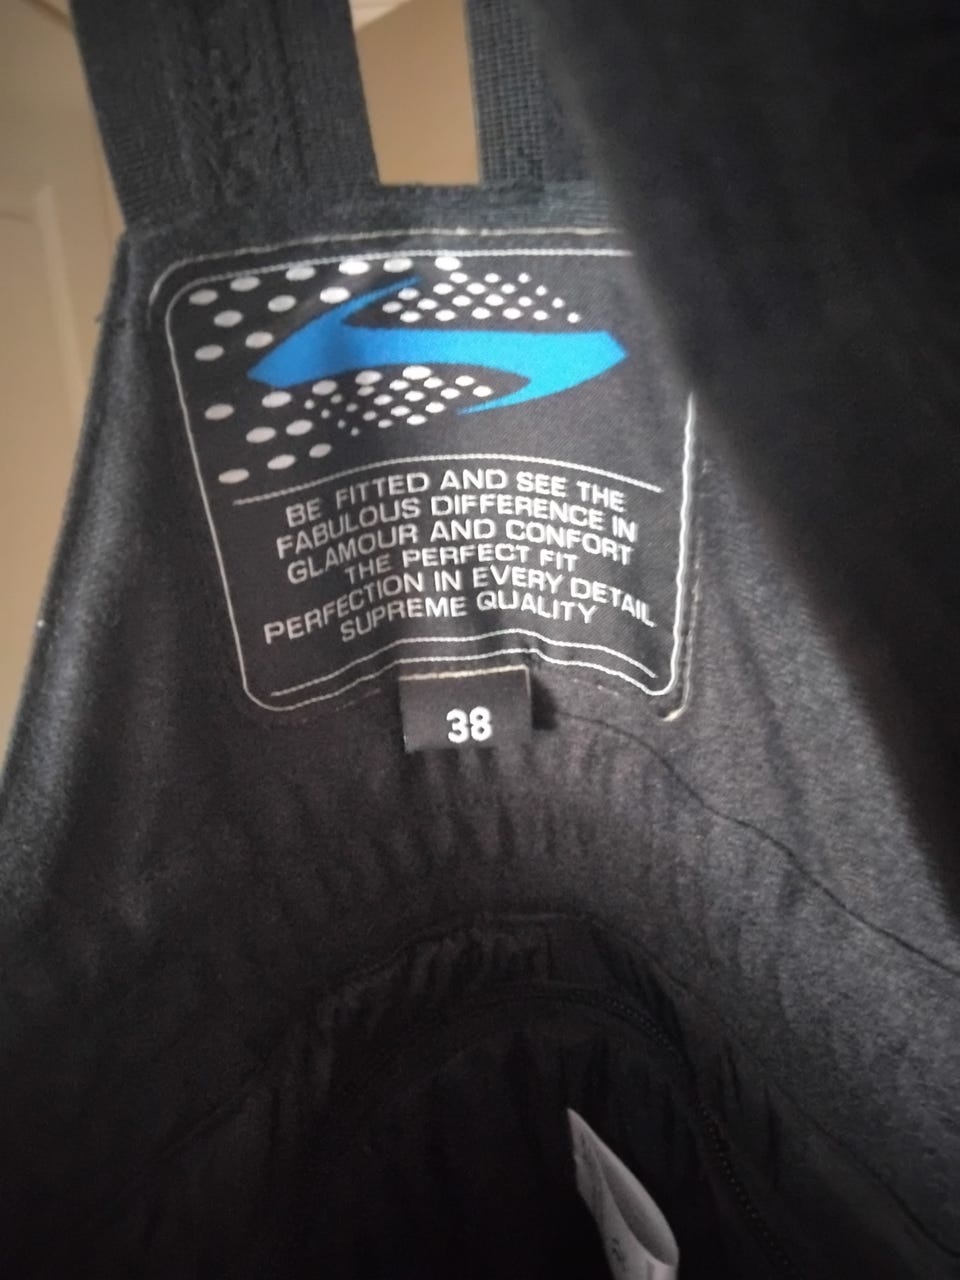 BE FITTED AND SEE THE
FABULOUS DIFFERENCE IN
GLAMOUR AND CONFORT
THE PERFECT FIT
PERFECTION IN EVERY DETAIL
SUPREME QUALITY
38